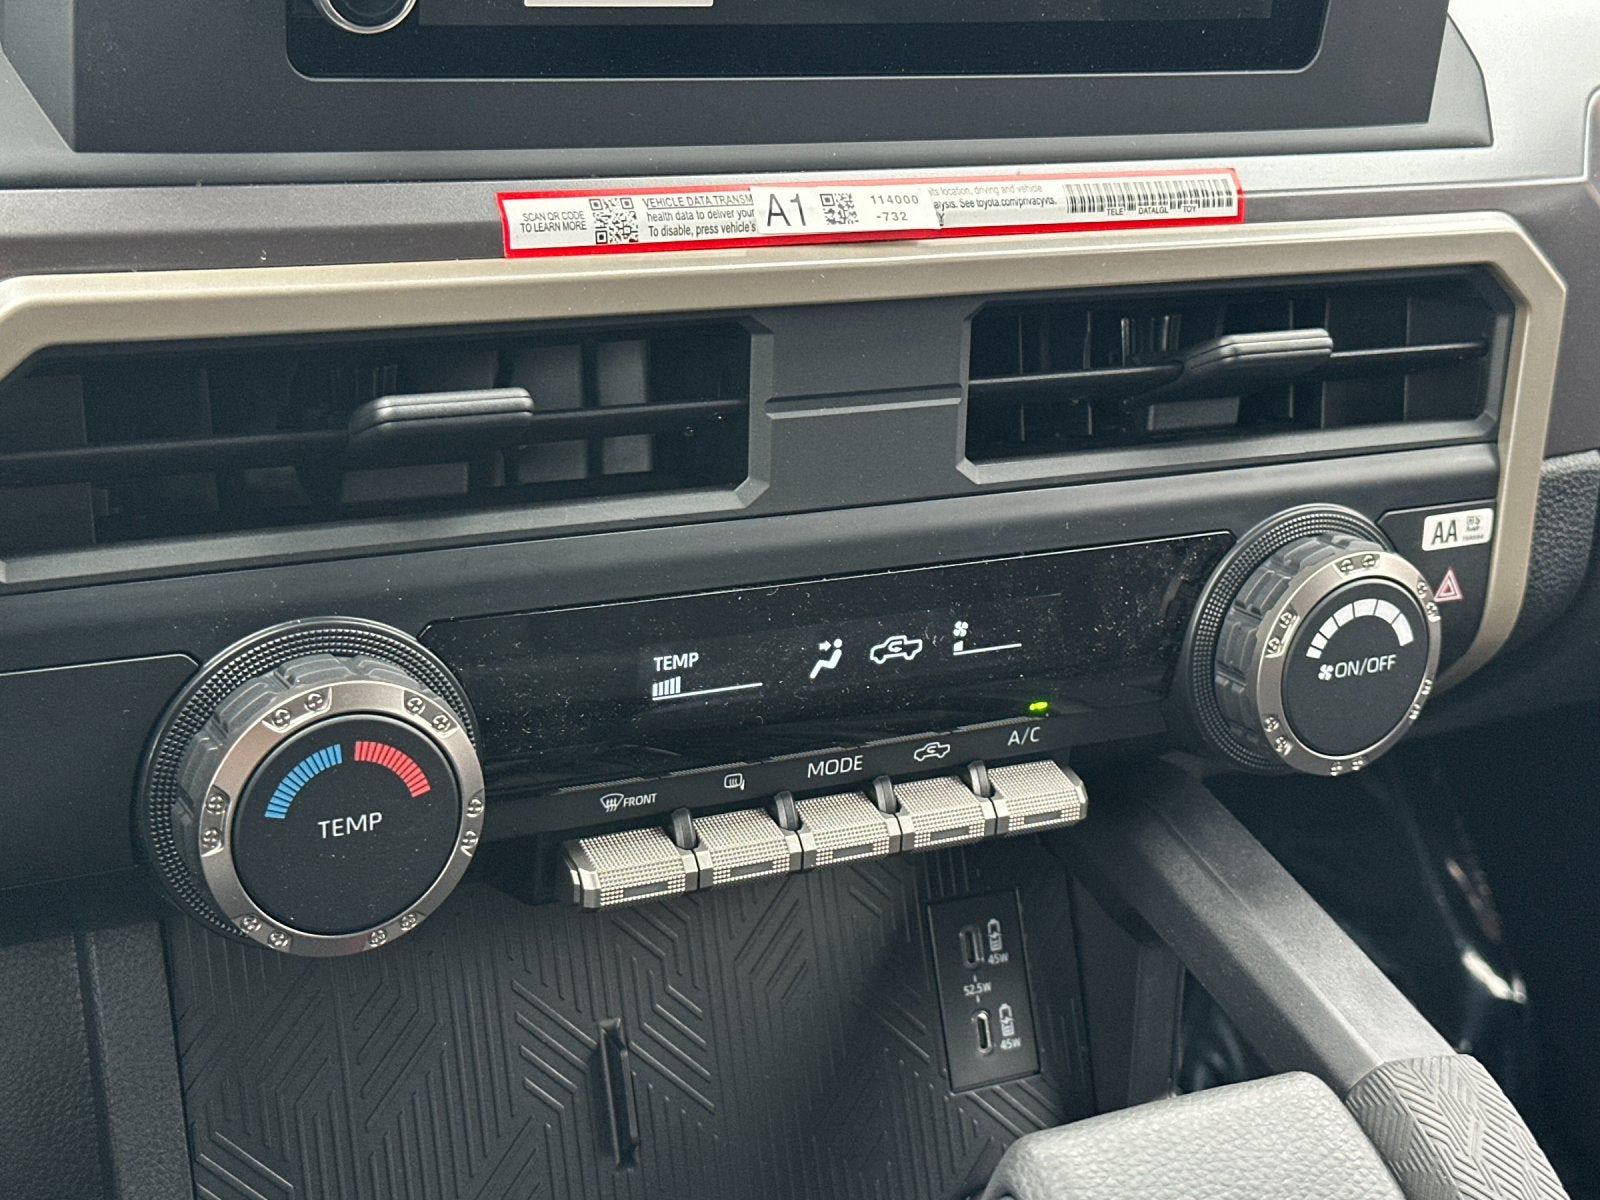 SCAN QR CODE
TO LEARN MORE
VEHICLE DATA TRANSM
health data to deliver your
To disable, press vehicle's
A1
114000
-732
location, driving and vehicle
alysis. See toyota.com/privacyvts.
TELE DATALGL TOY
AA
TEMP
ON/OFF
A/C
MODE
FRONT
TEMP
45W
52.5W
45W